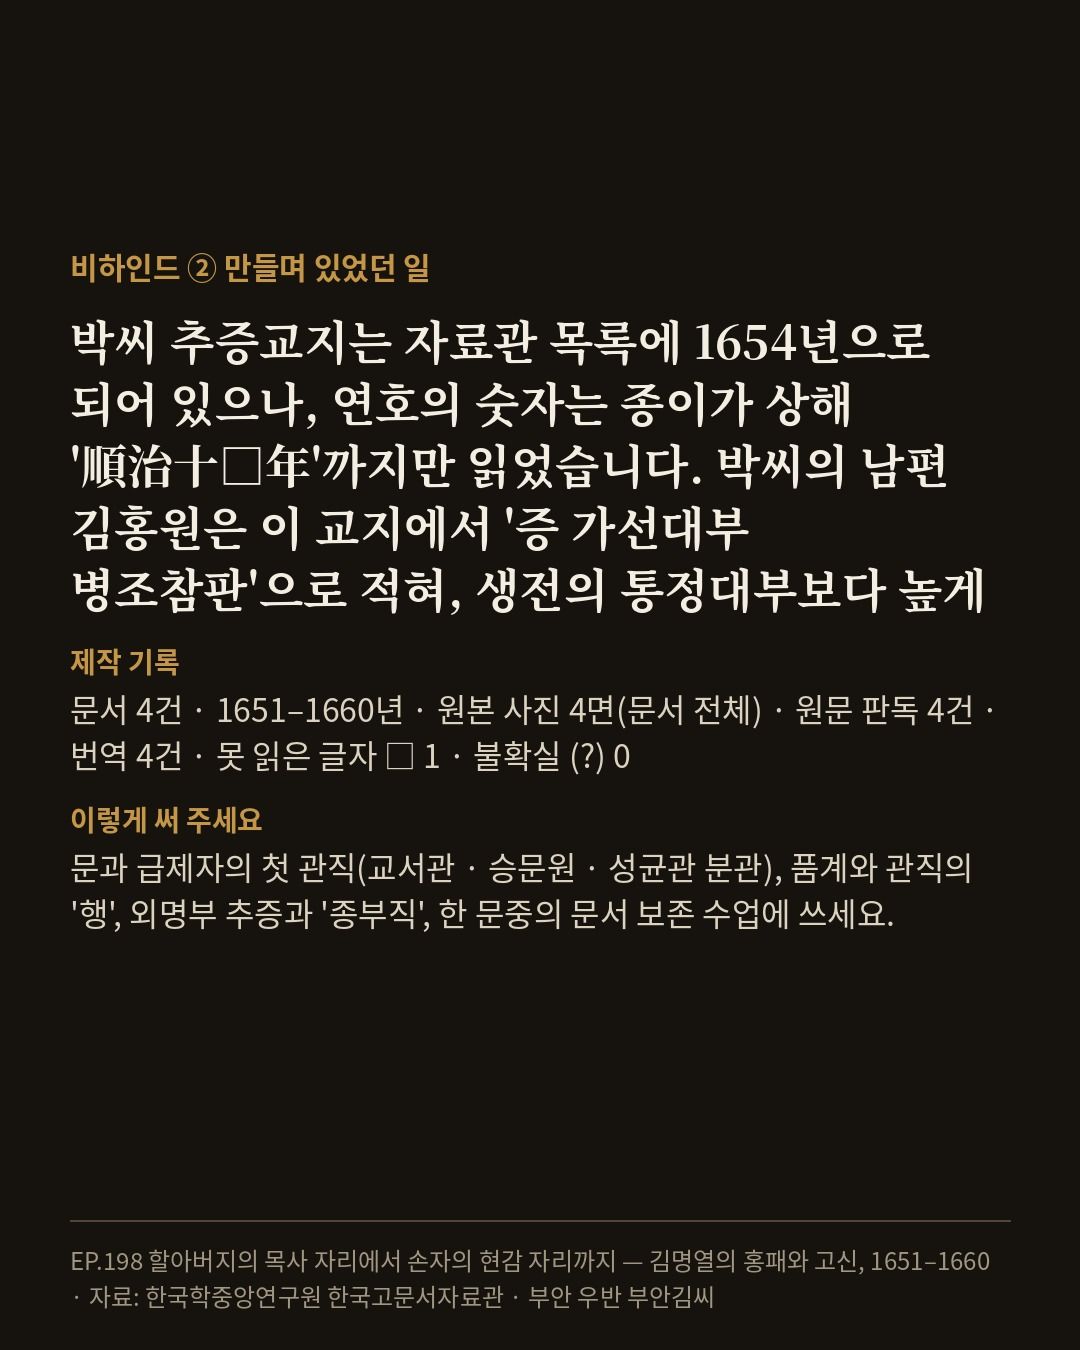 비하인드 ② 만들며 있었던 일
박씨 추증교지는 자료관 목록에 1654년으로
되어 있으나, 연호의 숫자는 종이가 상해
'順治十□年'까지만 읽었습니다. 박씨의 남편
김홍원은 이 교지에서 '증 가선대부
병조참판'으로 적혀, 생전의 통정대부보다 높게
제작 기록
문서 4건 · 1651–1660년 · 원본 사진 4면(문서 전체) · 원문 판독 4건 ·
번역 4건 · 못 읽은 글자 □ 1 · 불확실 (?) 0
이렇게 써 주세요
문과 급제자의 첫 관직(교서관 · 승문원 · 성균관 분관), 품계와 관직의
'행', 외명부 추증과 '종부직', 한 문중의 문서 보존 수업에 쓰세요.
EP.198 할아버지의 목사 자리에서 손자의 현감 자리까지 — 김명열의 홍패와 고신, 1651–1660
· 자료: 한국학중앙연구원 한국고문서자료관 · 부안 우반 부안김씨